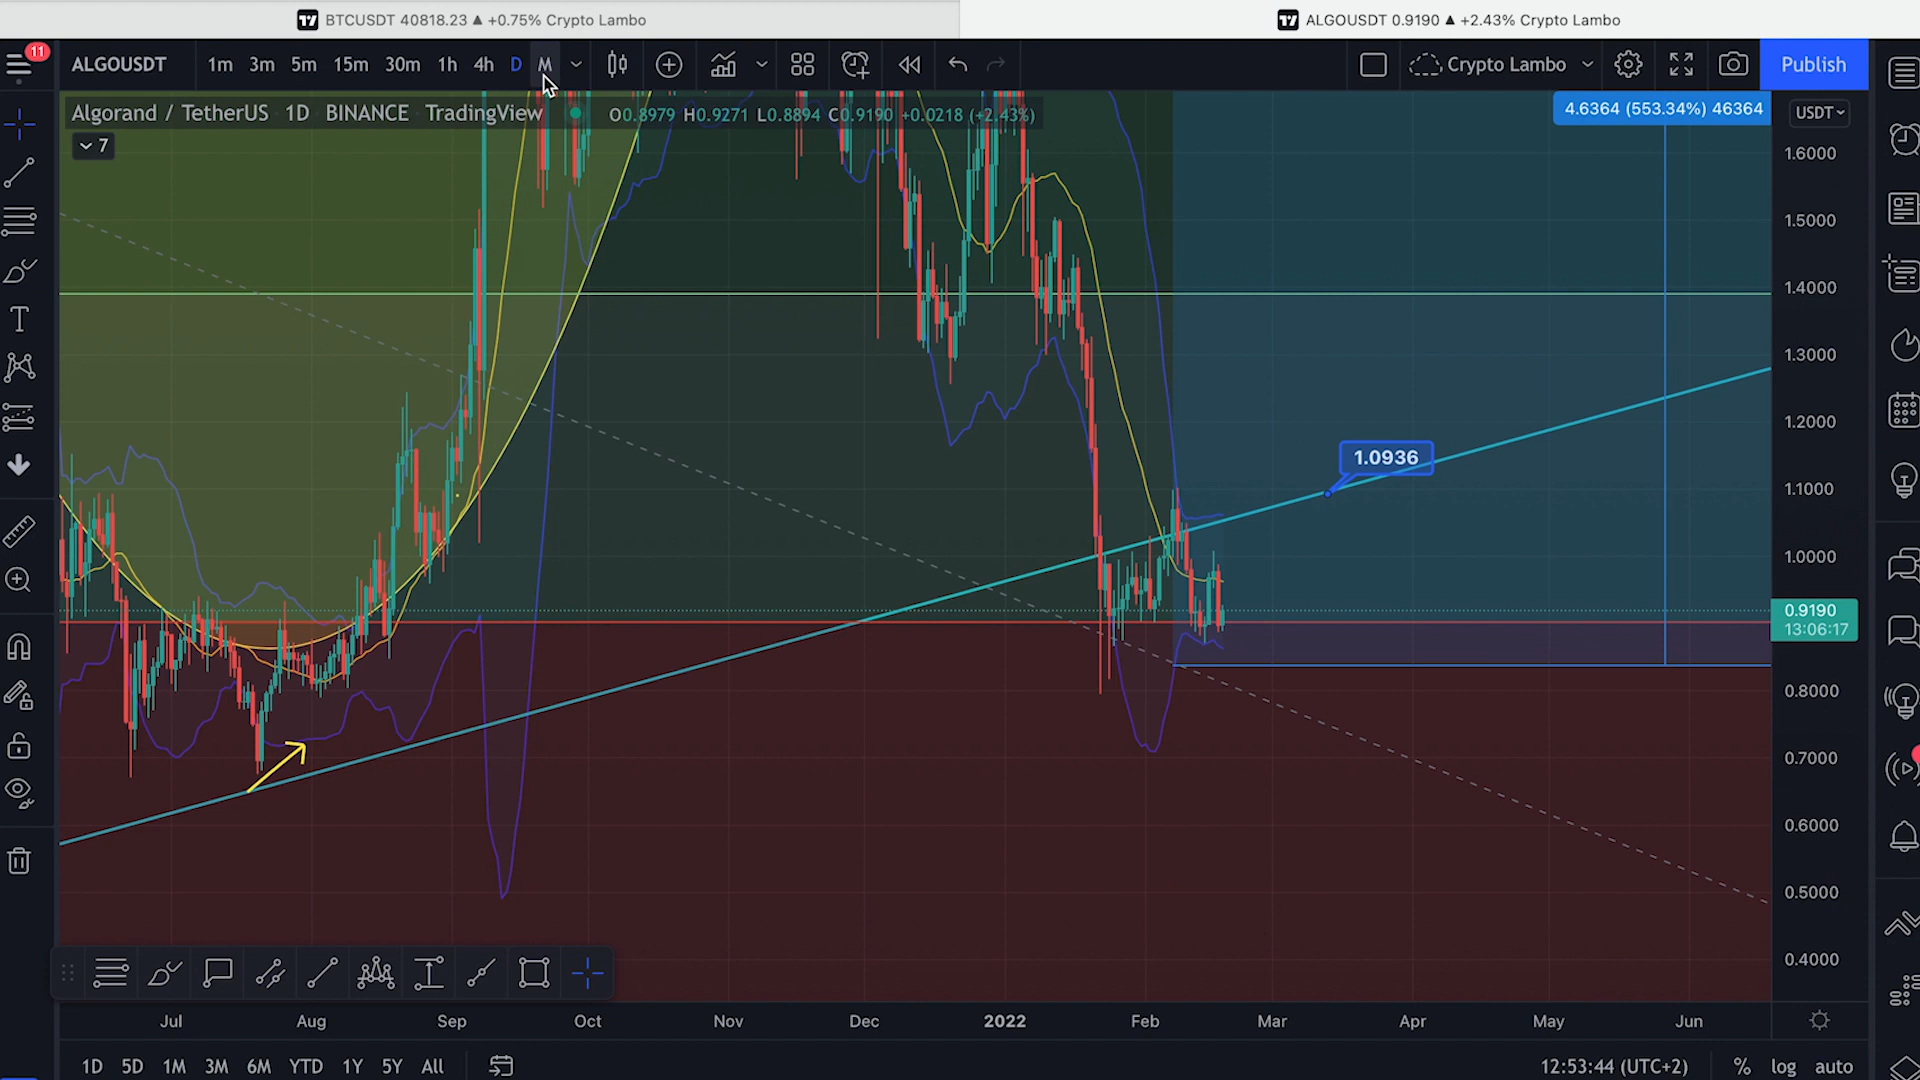 BTCUSDT 40818.23 ▲ +0.75% Crypto Lambo
ALGOUSDT 0.9190 ▲ +2.43% Crypto Lambo
11
ALGOUSDT 1m 3m 5m 15m 30m 1h 4h D M Crypto Lambo Publish
Algorand / TetherUS 1D BINANCE TradingView O0.8979 H0.9271 L0.8894 C0.9190 +0.0218 (+2.43%)
4.6364 (553.34%) 46364
USDT
7
1.6000
1.5000
1.4000
1.3000
1.2000
1.0936
1.1000
1.0000
0.9190
13:06:17
0.8000
0.7000
0.6000
0.5000
0.4000
Jul Aug Sep Oct Nov Dec 2022 Feb Mar Apr May Jun
1D 5D 1M 3M 6M YTD 1Y 5Y All 12:53:44 (UTC+2) % log auto